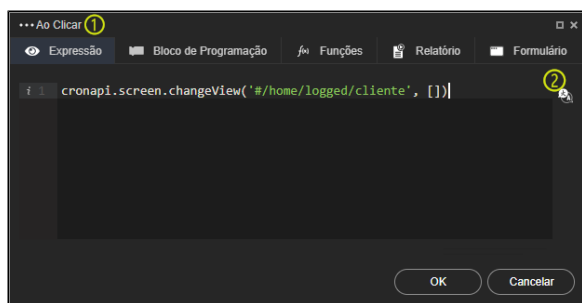 ••• Ao Clicar 1
Expressão Bloco de Programação f(x) Funções Relatório Formulário
2
i 1 cronapi.screen.changeView('#/home/logged/cliente', [])
OK Cancelar